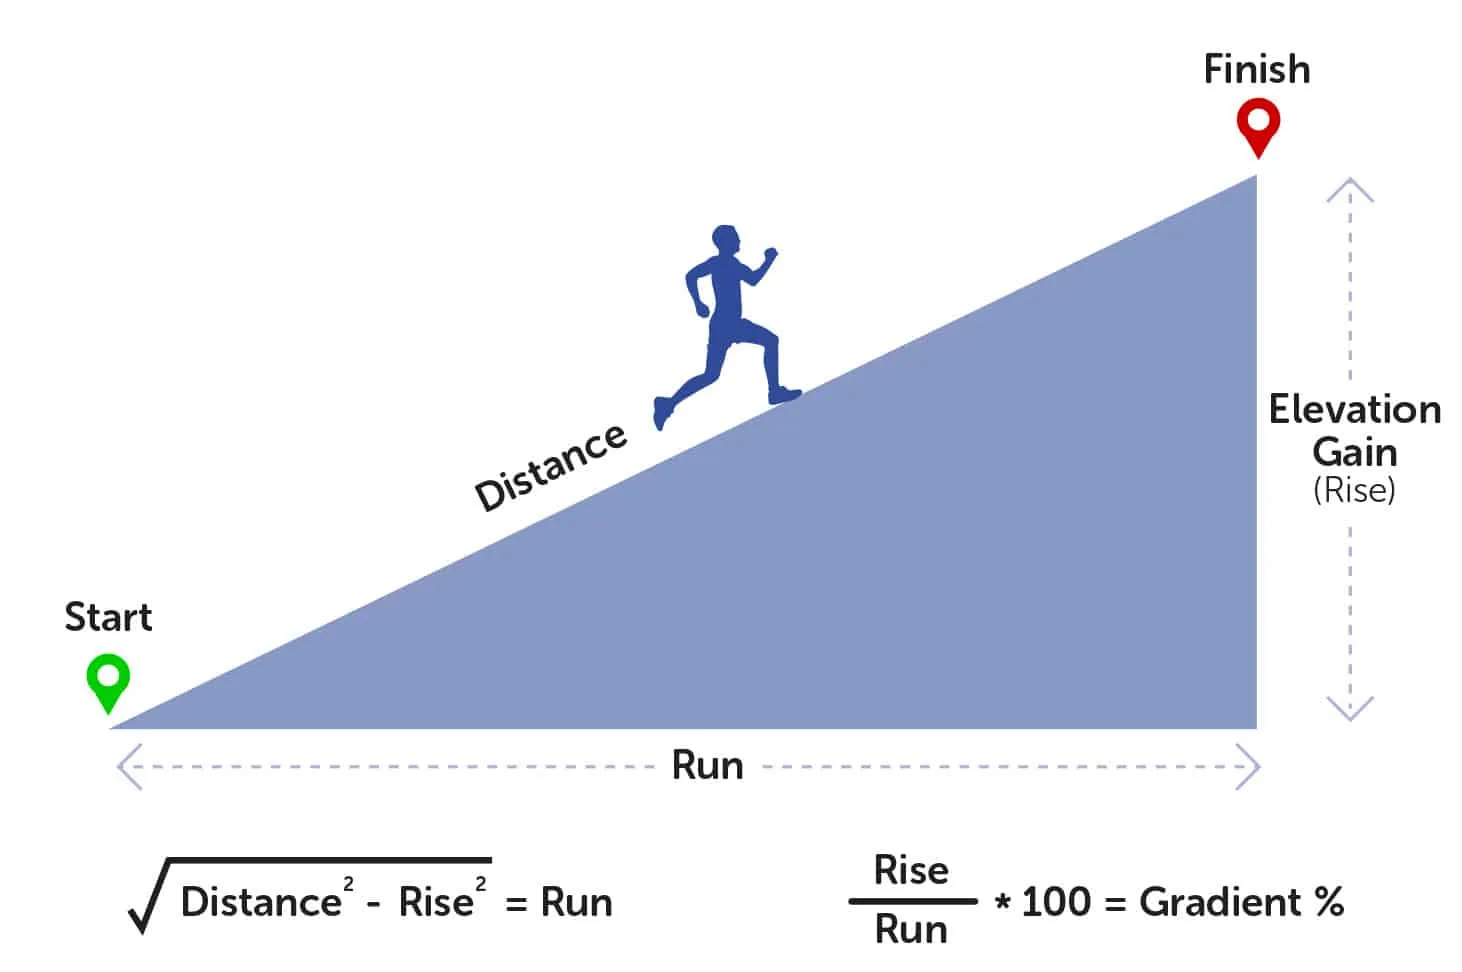 Finish
Elevation
Gain
(Rise)
Distance
Start
Run
√Distance² - Rise² = Run
Rise
Run
* 100 = Gradient %